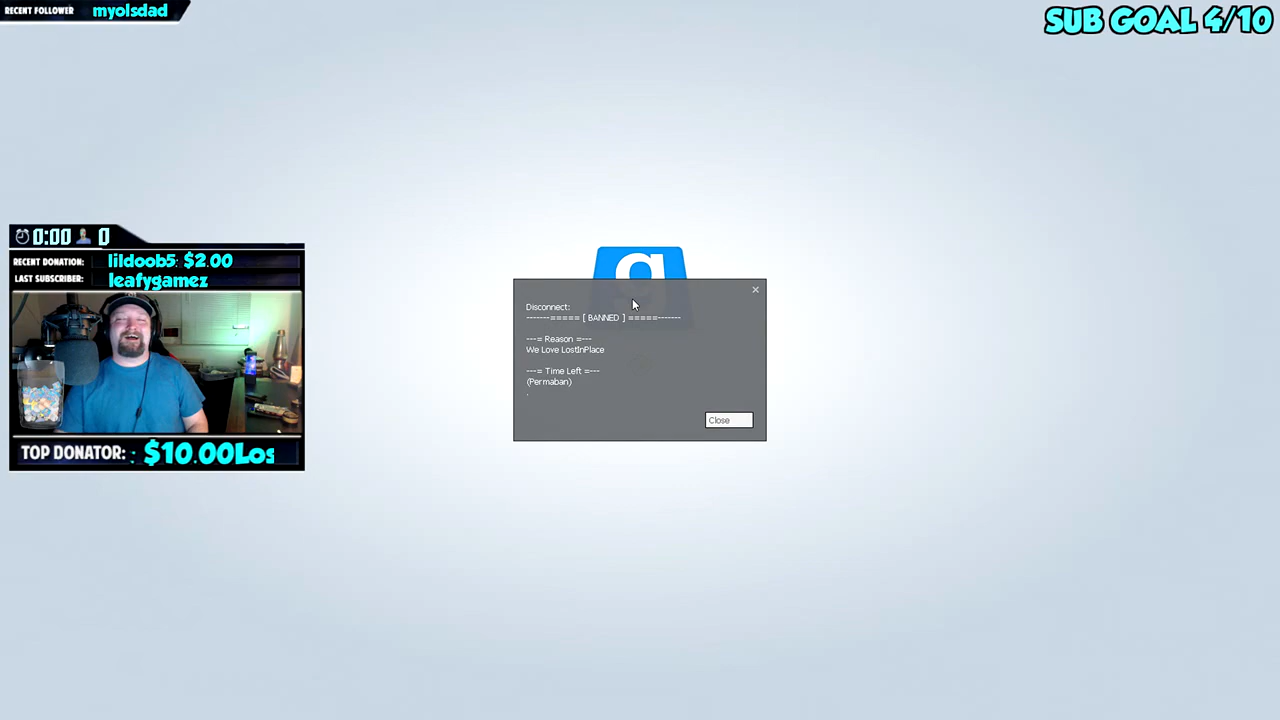 RECENT FOLLOWER myolsdad
SUB GOAL 4/10
0:00 0
RECENT DONATION: lildoob5: $2.00
LAST SUBSCRIBER: leafygamez
TOP DONATOR: : $10.00Los
g
Disconnect:
-------===== [ BANNED ] =====-------
---= Reason =---
We Love LostInPlace
---= Time Left =---
(Permaban)
.
Close